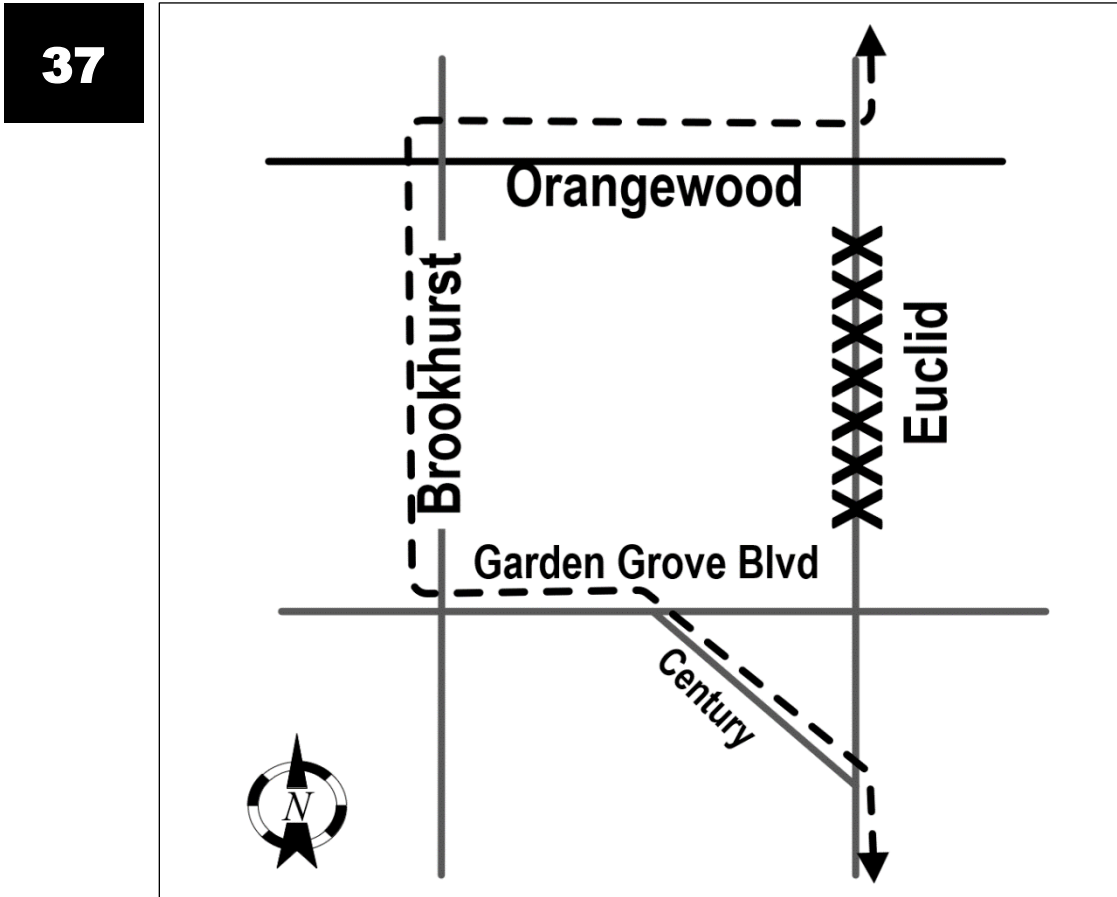 37
Orangewood
Brookhurst
XXXXXXX
Euclid
Garden Grove Blvd
Century
N